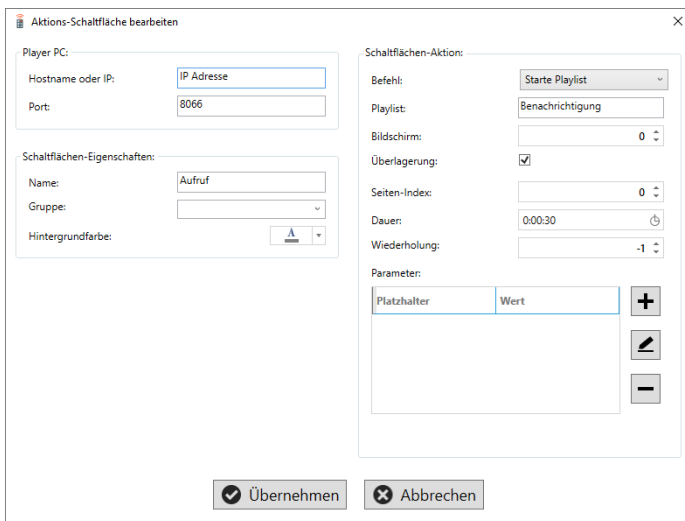 Aktions-Schaltfläche bearbeiten
Player PC:
Hostname oder IP: IP Adresse
Port: 8066
Schaltflächen-Eigenschaften:
Name: Aufruf
Gruppe:
Hintergrundfarbe: A
Schaltflächen-Aktion:
Befehl: Starte Playlist
Playlist: Benachrichtigung
Bildschirm: 0
Überlagerung:
Seiten-Index: 0
Dauer: 0:00:30
Wiederholung: -1
Parameter:
Platzhalter Wert
Übernehmen Abbrechen